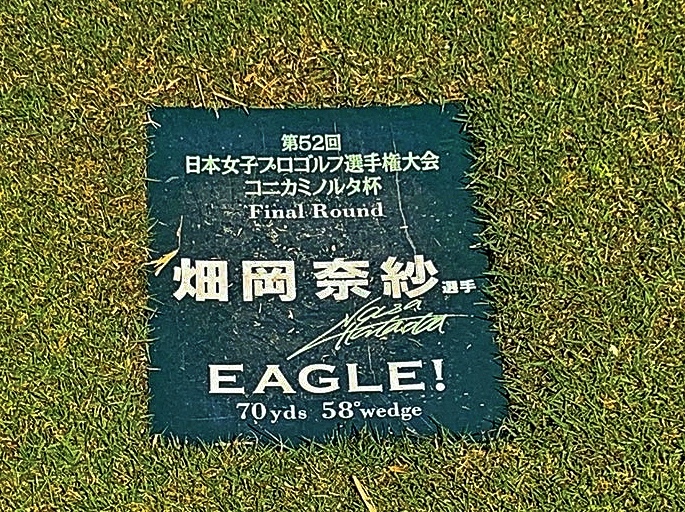 第52回
日本女子プロゴルフ選手権大会
コニカミノルタ杯
Final Round
畑岡 奈紗選手
Nasa Hataoka
EAGLE!
70yds 58°wedge